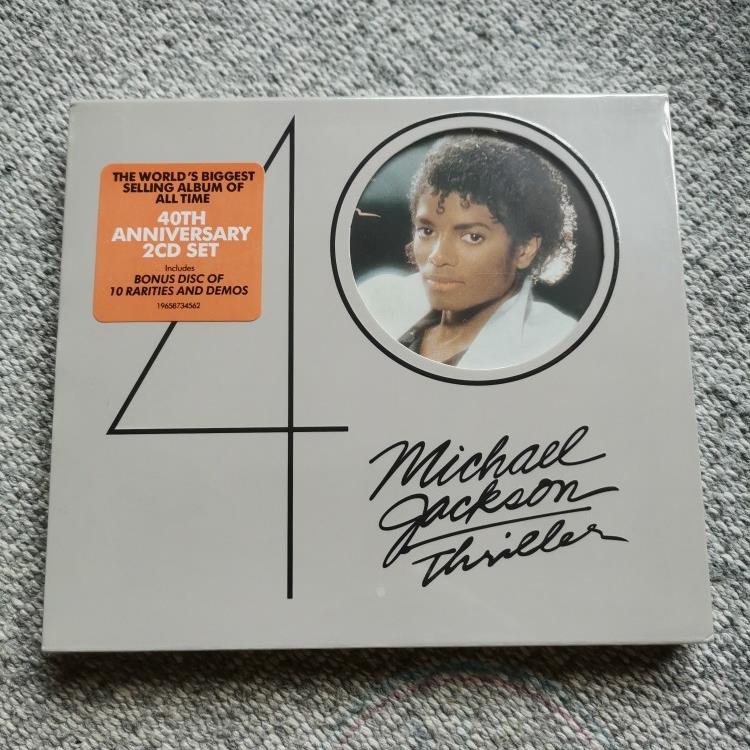 THE WORLD'S BIGGEST
SELLING ALBUM OF
ALL TIME
40TH
ANNIVERSARY
2CD SET
Includes
BONUS DISC OF
10 RARITIES AND DEMOS
19658734562
40
Michael
Jackson
Thriller